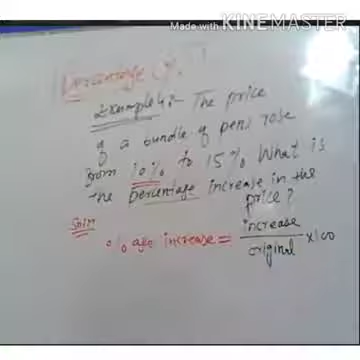 Made with KINEMASTER
Percentage
Example 4:- The price
of a bundle of pens rose
from 10% to 15%. What is
the percentage increase in the
price?
Soln
% age increase = increase
original ×100